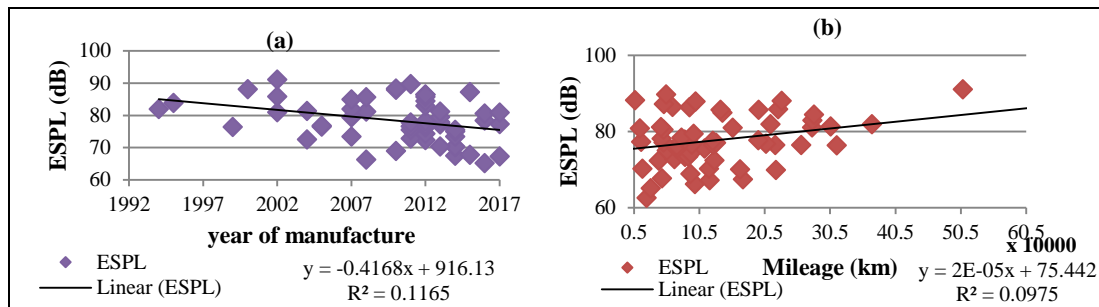 (a)
ESPL (dB)
100
90
80
70
60
1992 1997 2002 2007 2012 2017
year of manufacture
ESPL
Linear (ESPL)
y = -0.4168x + 916.13
R² = 0.1165
(b)
ESPL (dB)
100
80
60
0.5 10.5 20.5 30.5 40.5 50.5 60.5
x 10000
Mileage (km)
ESPL
Linear (ESPL)
y = 2E-05x + 75.442
R² = 0.0975